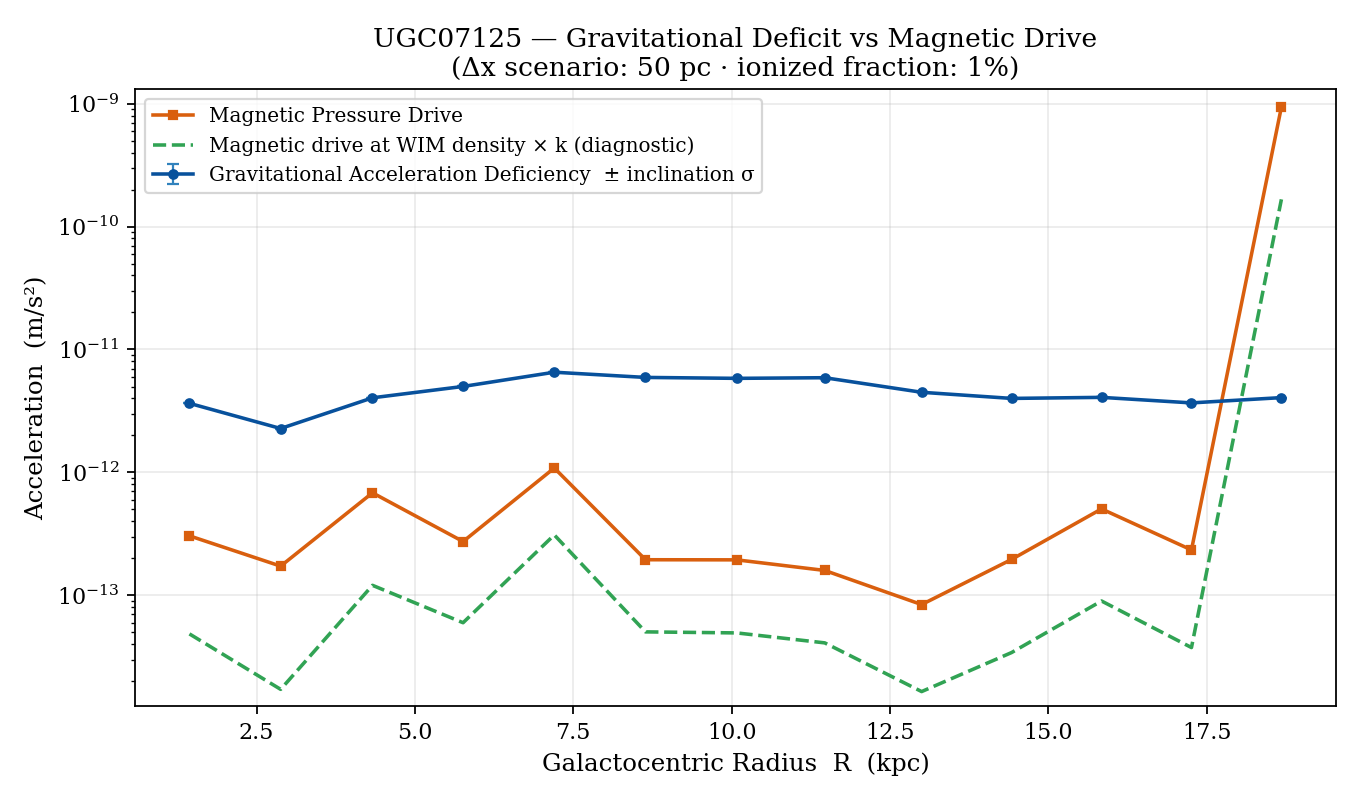 UGC07125 — Gravitational Deficit vs Magnetic Drive
(Δx scenario: 50 pc · ionized fraction: 1%)
Magnetic Pressure Drive
Magnetic drive at WIM density × k (diagnostic)
Gravitational Acceleration Deficiency ± inclination σ
Acceleration (m/s²)
10⁻⁹
10⁻¹⁰
10⁻¹¹
10⁻¹²
10⁻¹³
2.5 5.0 7.5 10.0 12.5 15.0 17.5
Galactocentric Radius R (kpc)